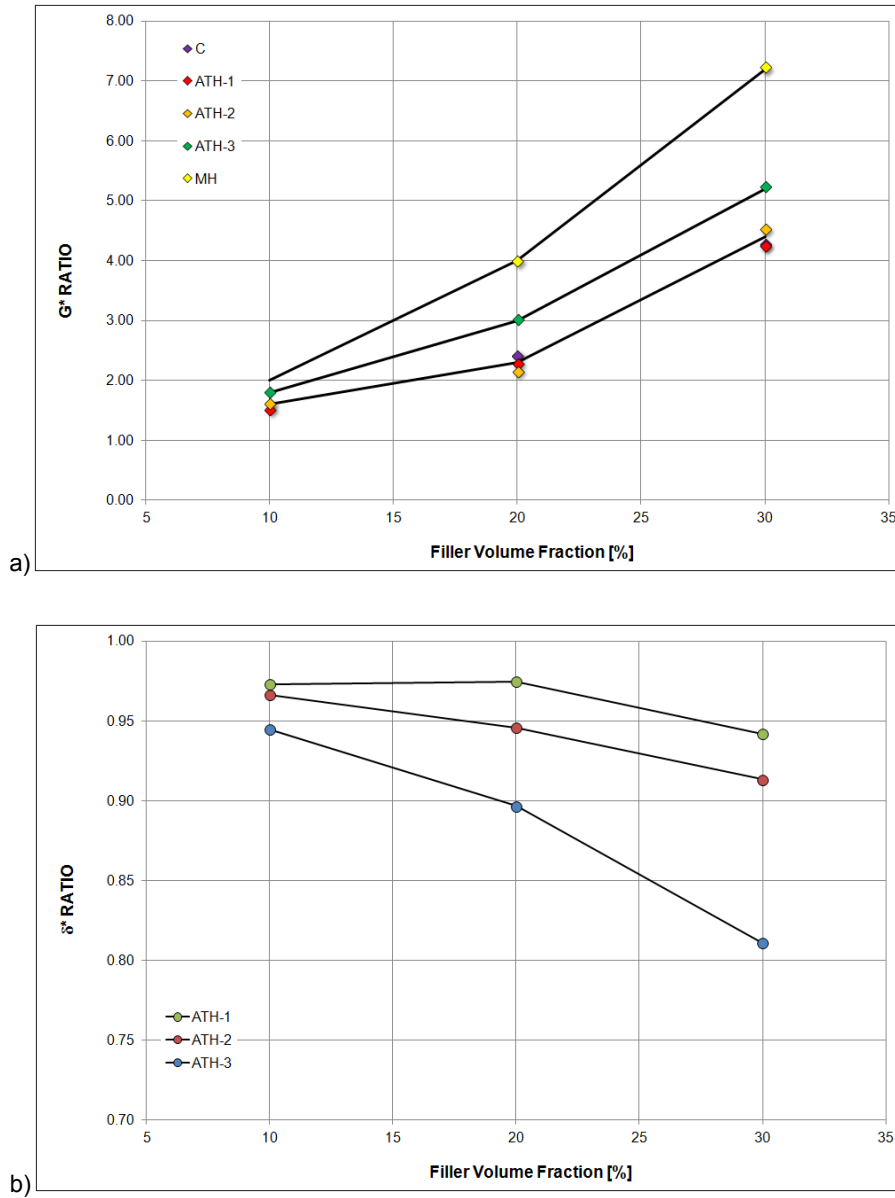 8.00
C
7.00
ATH-1
6.00
ATH-2
5.00
ATH-3
MH
4.00
3.00
2.00
1.00
0.00
G* RATIO
5 10 15 20 25 30 35
Filler Volume Fraction [%]
a)
1.00
0.95
0.90
0.85
0.80
0.75
0.70
δ* RATIO
ATH-1
ATH-2
ATH-3
5 10 15 20 25 30 35
Filler Volume Fraction [%]
b)